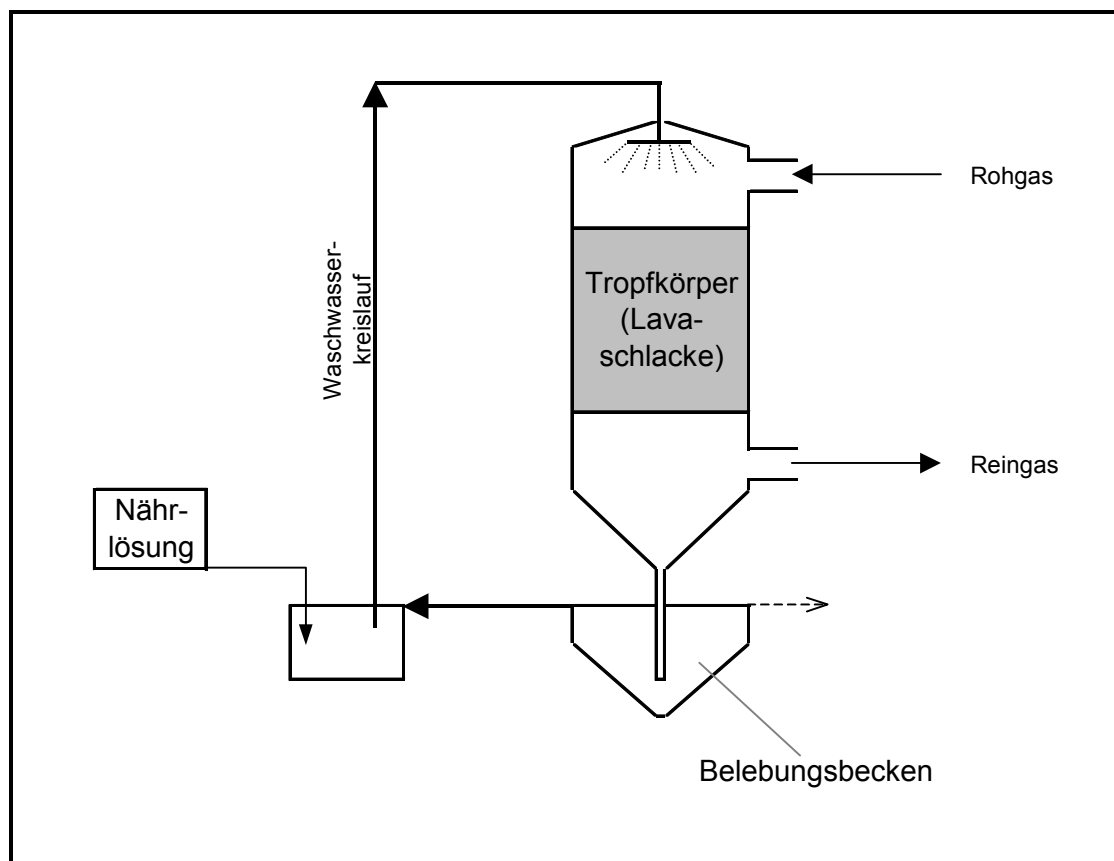 Rohgas
Tropfkörper
(Lava-
schlacke)
Waschwasser-
kreislauf
Reingas
Nähr-
lösung
Belebungsbecken